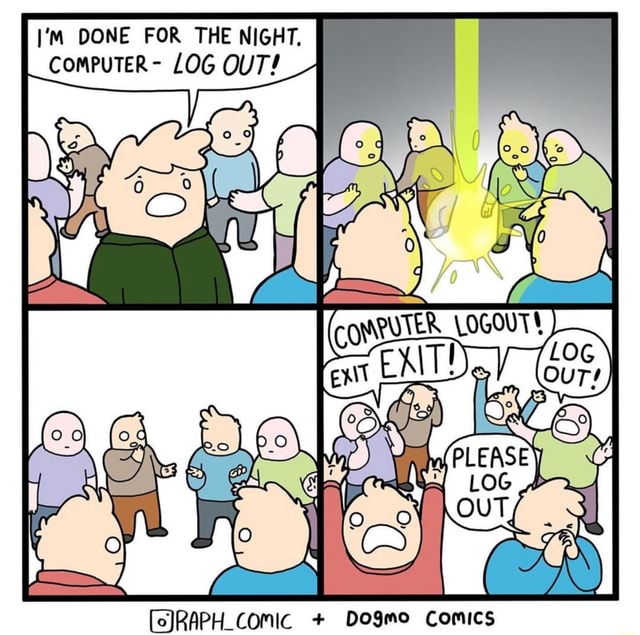 I'M DONE FOR THE NIGHT.
COMPUTER- LOG OUT!
COMPUTER LOGOUT!
EXIT EXIT!
LOG
OUT!
PLEASE
LOG
OUT
RAPH_COMIC + DOgMO COMICS